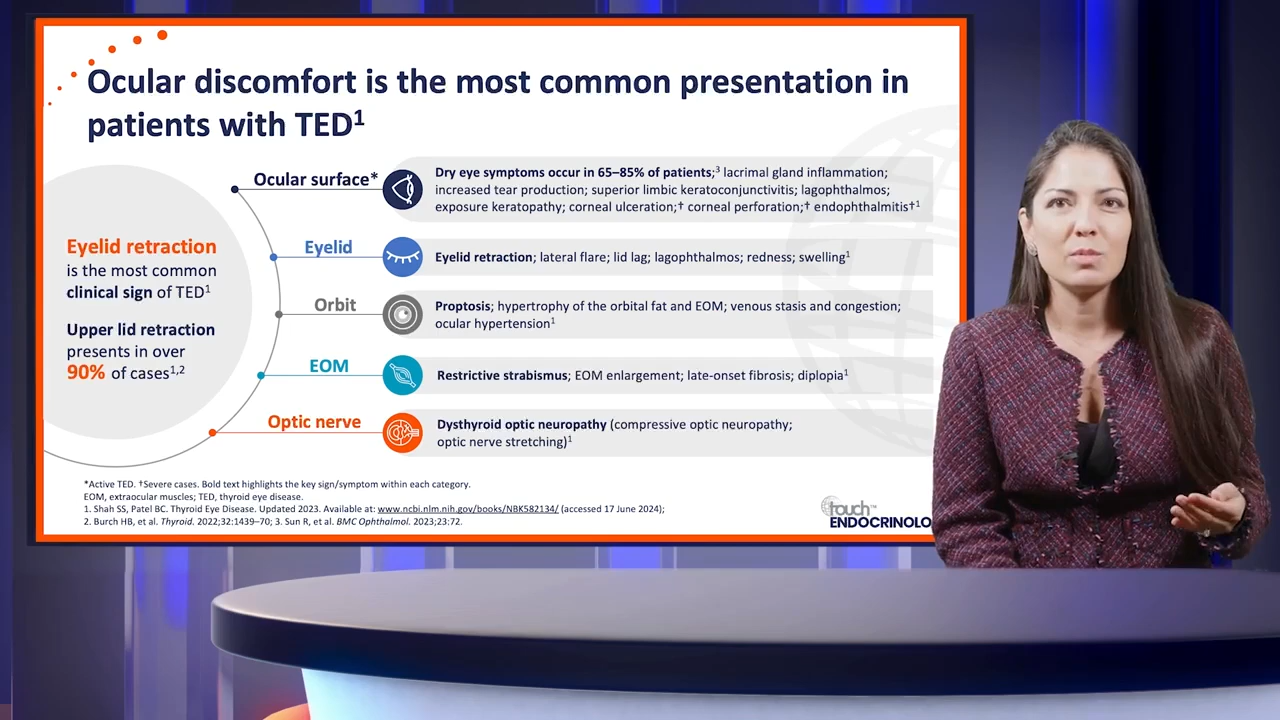 Ocular discomfort is the most common presentation in
patients with TED¹
Eyelid retraction
is the most common
clinical sign of TED¹
Upper lid retraction
presents in over
90% of cases¹,²
Ocular surface*
Dry eye symptoms occur in 65–85% of patients;³ lacrimal gland inflammation;
increased tear production; superior limbic keratoconjunctivitis; lagophthalmos;
exposure keratopathy; corneal ulceration;† corneal perforation;† endophthalmitis†¹
Eyelid
Eyelid retraction; lateral flare; lid lag; lagophthalmos; redness; swelling¹
Orbit
Proptosis; hypertrophy of the orbital fat and EOM; venous stasis and congestion;
ocular hypertension¹
EOM
Restrictive strabismus; EOM enlargement; late-onset fibrosis; diplopia¹
Optic nerve
Dysthyroid optic neuropathy (compressive optic neuropathy;
optic nerve stretching)¹
*Active TED. †Severe cases. Bold text highlights the key sign/symptom within each category.
EOM, extraocular muscles; TED, thyroid eye disease.
1. Shah SS, Patel BC. Thyroid Eye Disease. Updated 2023. Available at: www.ncbi.nlm.nih.gov/books/NBK582134/ (accessed 17 June 2024);
2. Burch HB, et al. Thyroid. 2022;32:1439–70; 3. Sun R, et al. BMC Ophthalmol. 2023;23:72.
touch™
ENDOCRINOLO